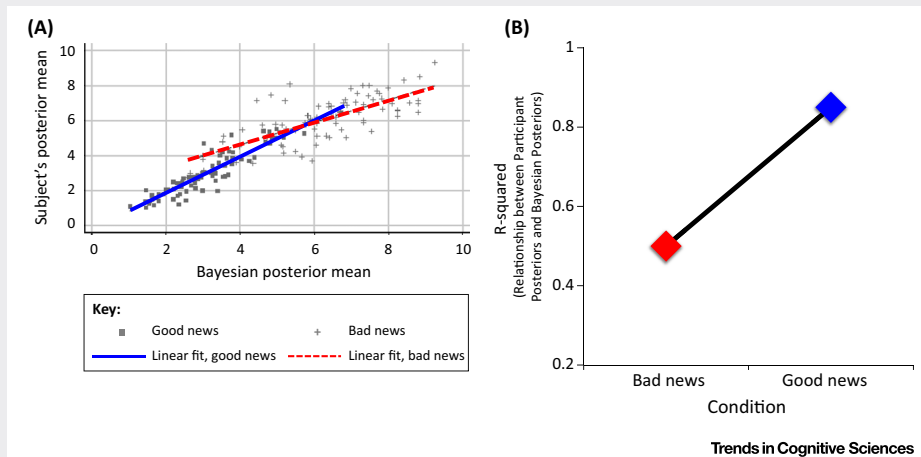 (A)
10
8
6
4
2
0
Subject's posterior mean
0 2 4 6 8 10
Bayesian posterior mean
Key:
Good news
Bad news
Linear fit, good news
Linear fit, bad news
(B)
1
0.8
0.6
0.4
0.2
R-squared
(Relationship between Participant
Posteriors and Bayesian Posteriors)
Bad news Good news
Condition
Trends in Cognitive Sciences